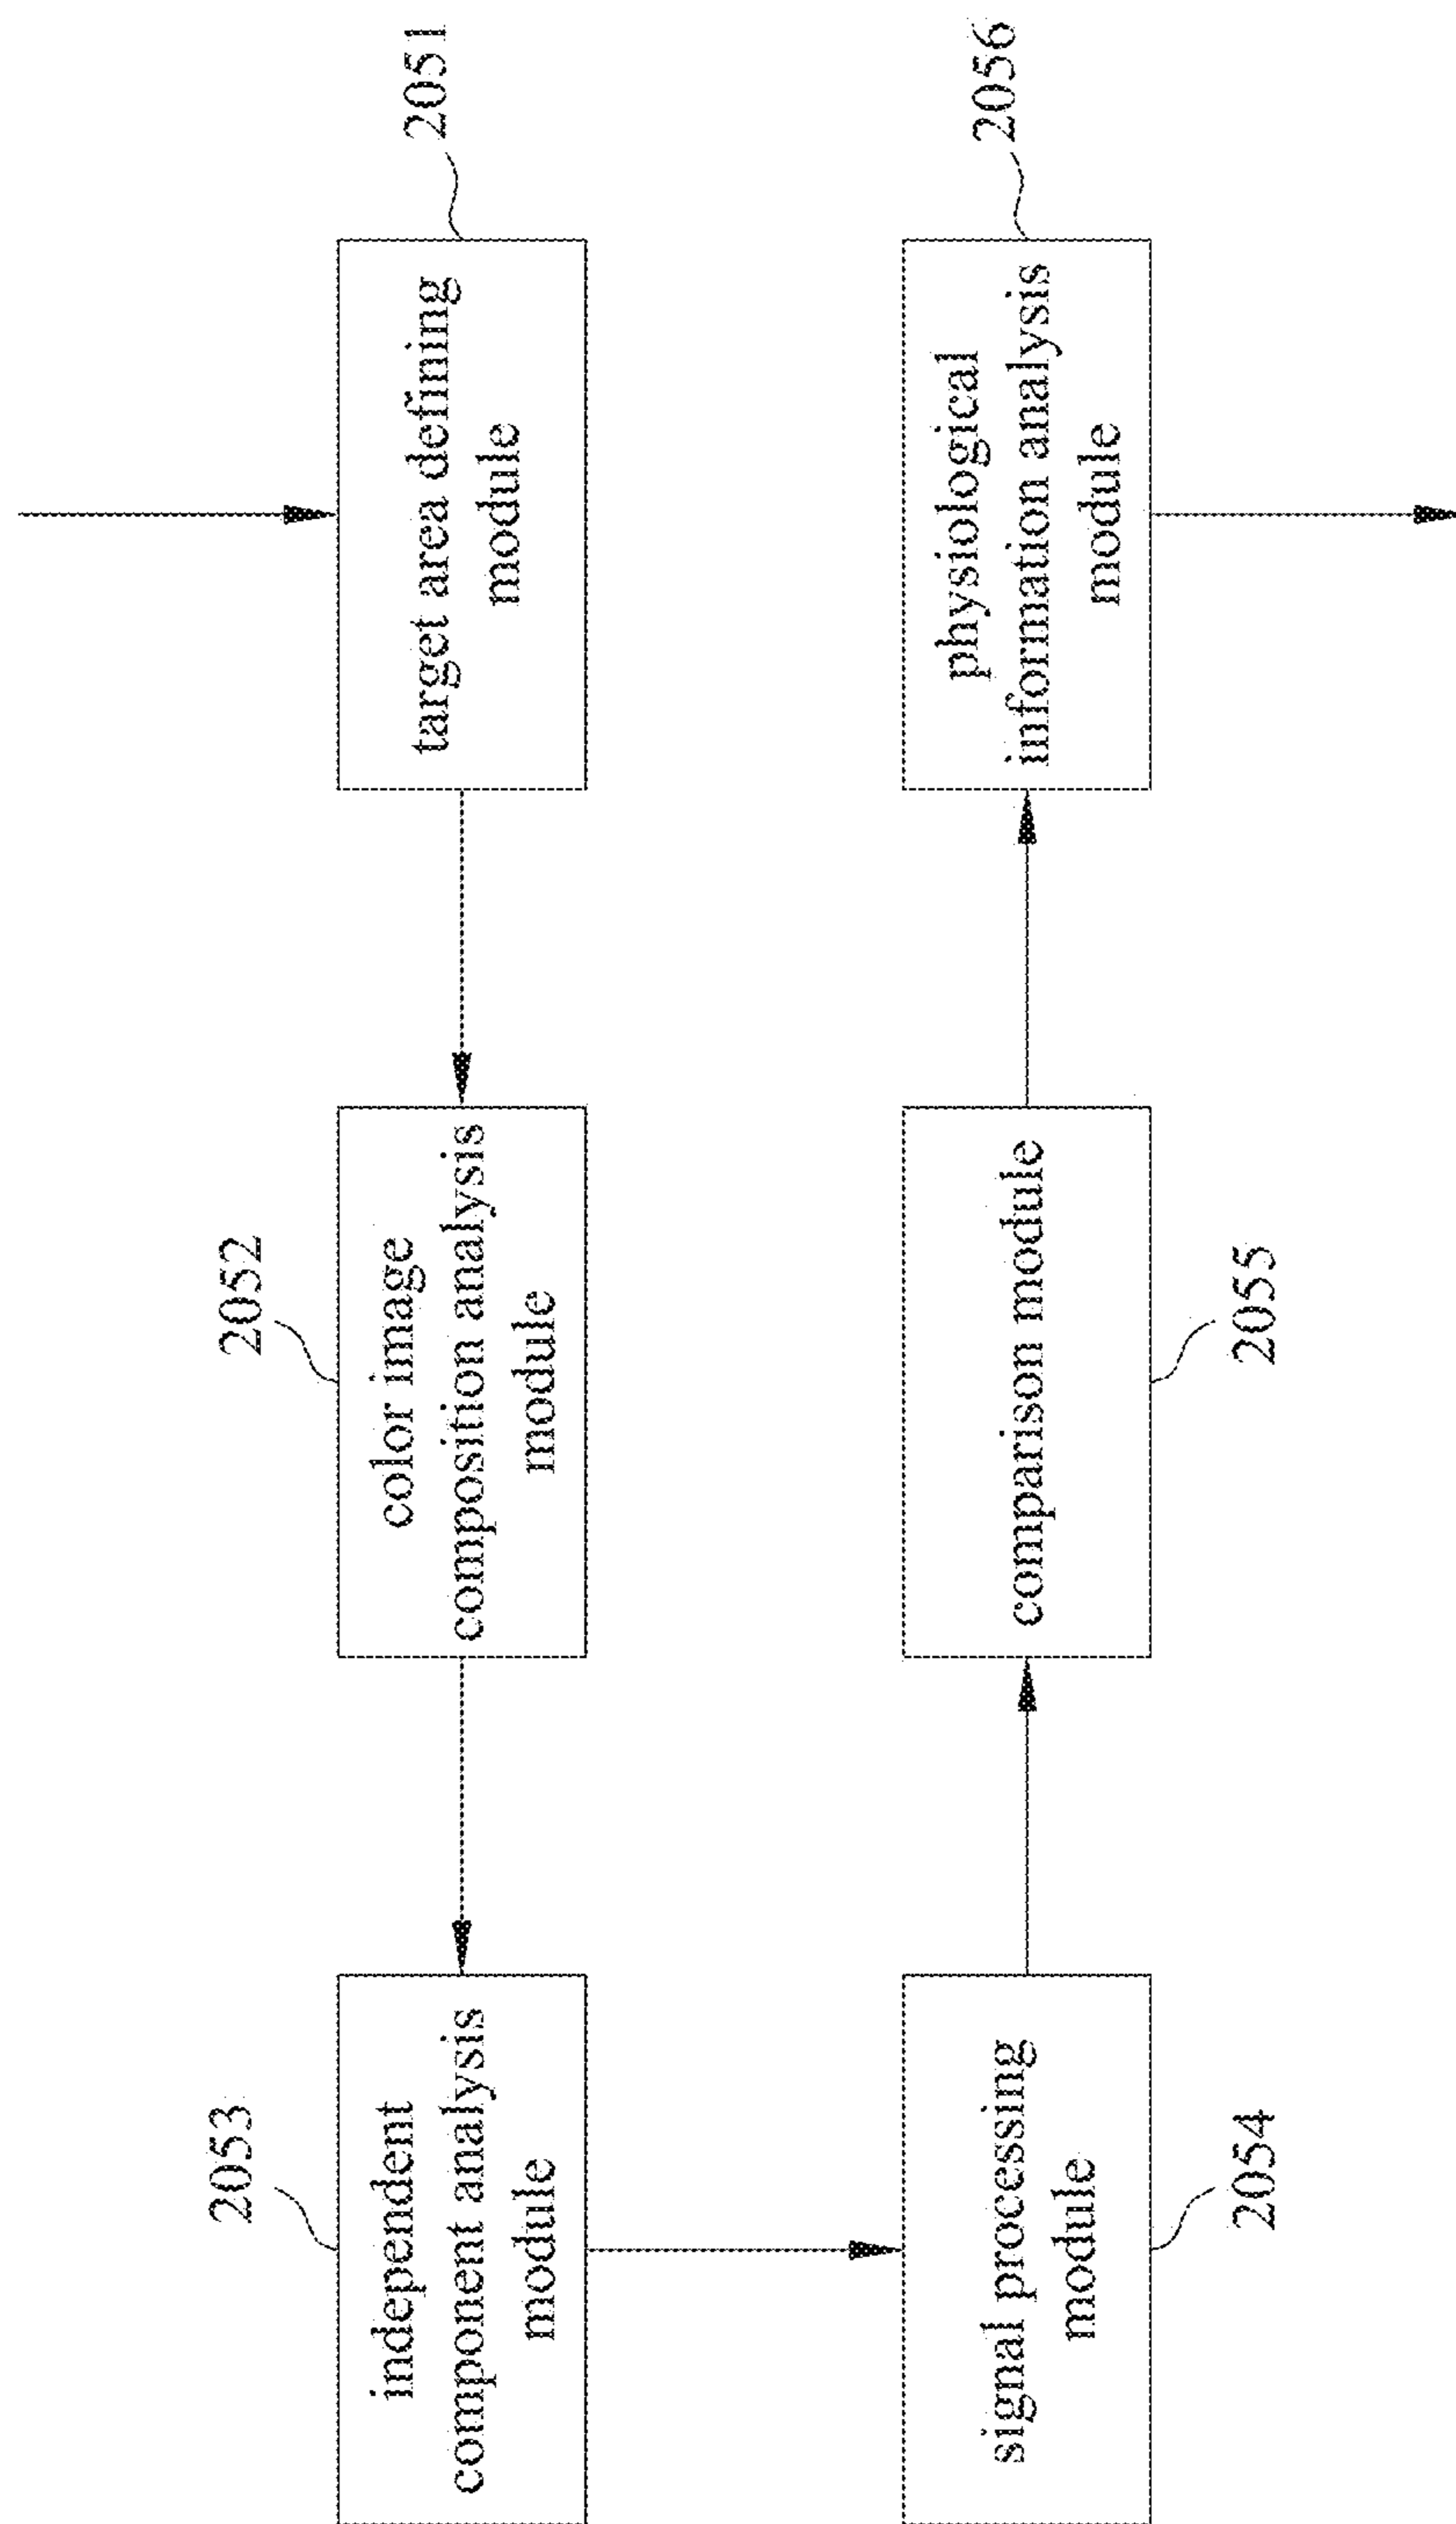 2051
target area defining
module
2052
color image
composition analysis
module
2053
independent
component analysis
module
signal processing
module
2054
comparison module
2055
physiological
information analysis
module
2056